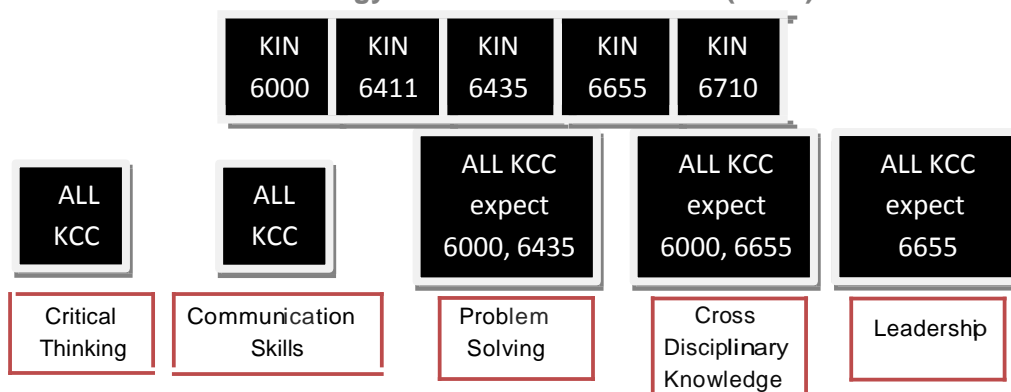 KIN KIN KIN KIN KIN
6000 6411 6435 6655 6710
ALL
KCC
ALL
KCC
ALL KCC
expect
6000, 6435
ALL KCC
expect
6000, 6655
ALL KCC
expect
6655
Critical
Thinking
Communication
Skills
Problem
Solving
Cross
Disciplinary
Knowledge
Leadership